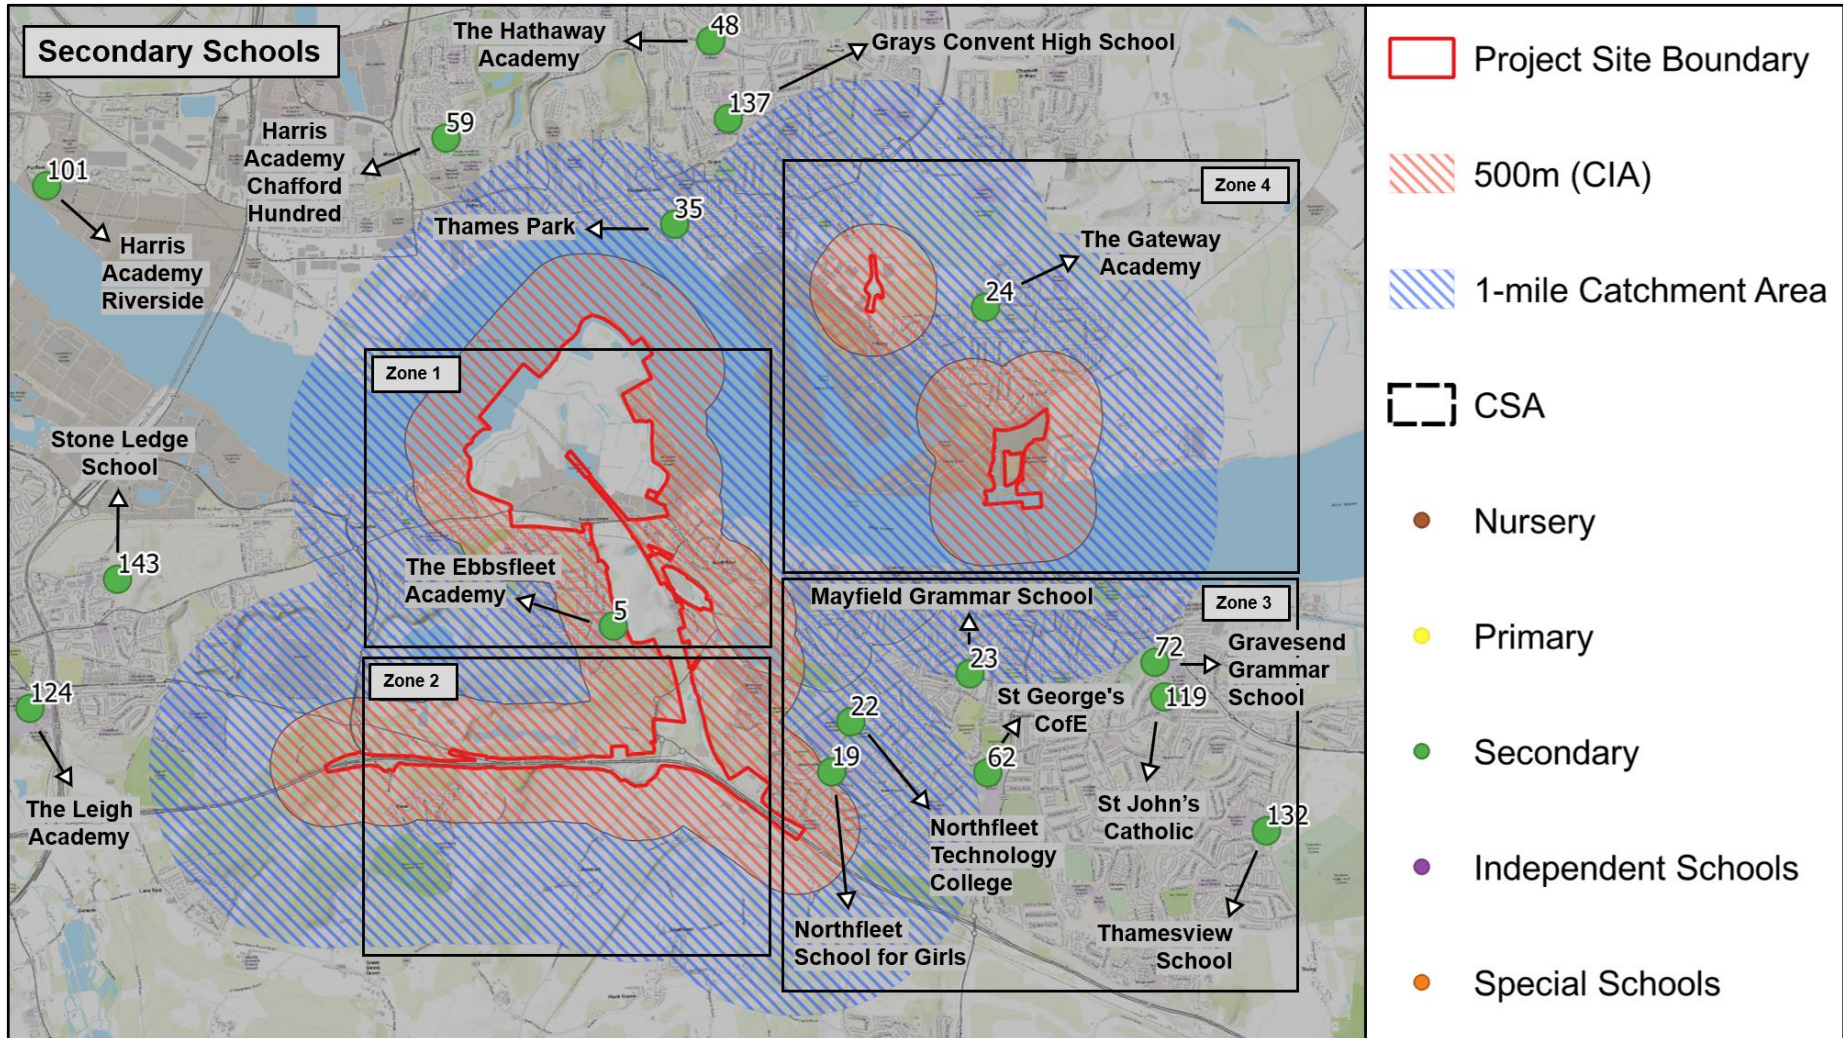 Secondary Schools
The Hathaway
Academy
48
Grays Convent High School
137
59
Harris
Academy
Chafford
Hundred
101
Harris
Academy
Riverside
Thames Park
35
Zone 4
The Gateway
Academy
24
Zone 1
Stone Ledge
School
143
The Ebbsfleet
Academy
5
Mayfield Grammar School
Zone 3
23
72
Gravesend
Grammar
School
119
Zone 2
124
The Leigh
Academy
22
19
St George's
CofE
62
St John’s
Catholic
132
Northfleet
Technology
College
Northfleet
School for Girls
Thamesview
School
Project Site Boundary
500m (CIA)
1-mile Catchment Area
CSA
Nursery
Primary
Secondary
Independent Schools
Special Schools